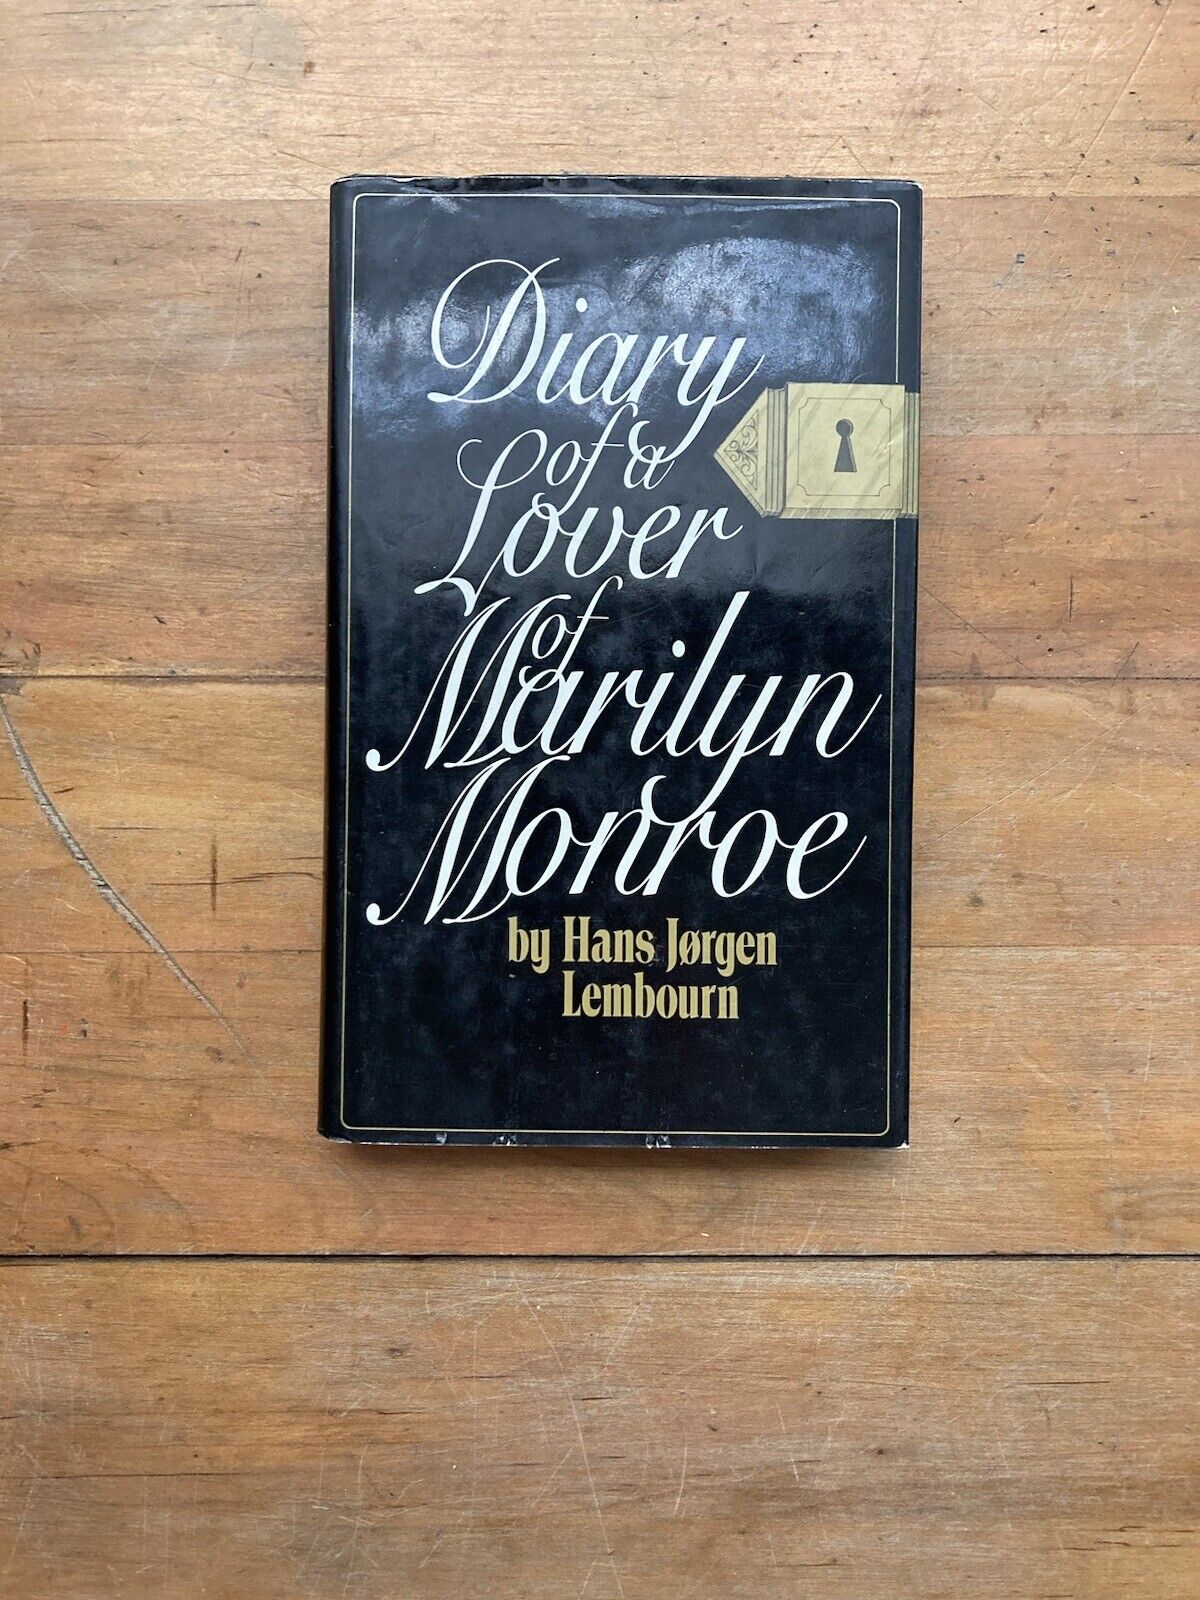 Diary
of a
Lover
of
Marilyn
Monroe
by Hans Jørgen
Lembourn